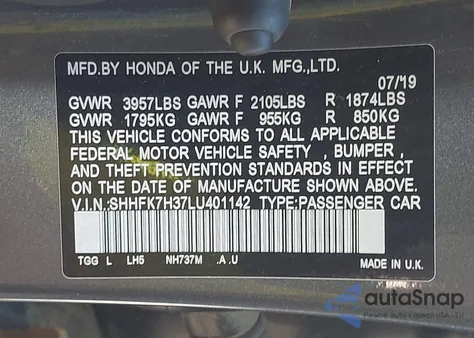 MFD.BY HONDA OF THE U.K. MFG.,LTD.
07/19
GVWR 3957LBS GAWR F 2105LBS R 1874LBS
GVWR 1795KG GAWR F 955KG R 850KG
THIS VEHICLE CONFORMS TO ALL APPLICABLE
FEDERAL MOTOR VEHICLE SAFETY , BUMPER ,
AND THEFT PREVENTION STANDARDS IN EFFECT
ON THE DATE OF MANUFACTURE SHOWN ABOVE.
V.I.N.:SHHFK7H37LU401142 TYPE:PASSENGER CAR
TGG L LH5 NH737M .A .U
MADE IN U.K.
autoSnap